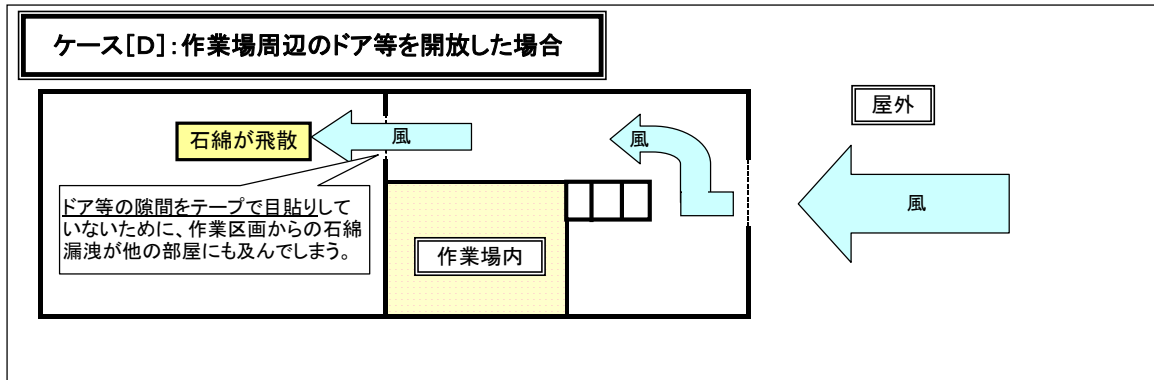 ケース[D]:作業場周辺のドア等を開放した場合
屋外
石綿が飛散
風
風
風
ドア等の隙間をテープで目貼りして
いないために、作業区画からの石綿
漏洩が他の部屋にも及んでしまう。
作業場内